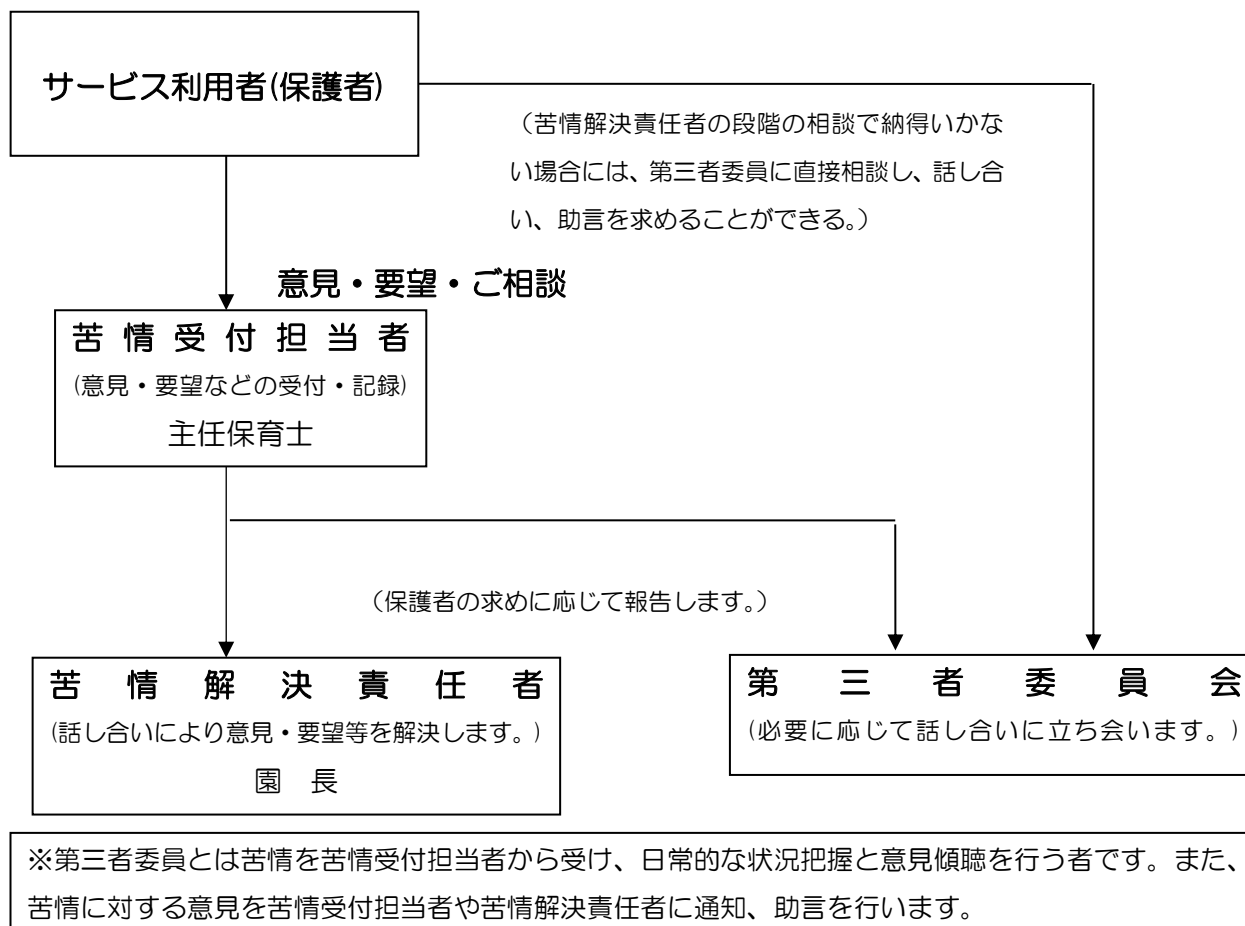 サービス利用者(保護者)
（苦情解決責任者の段階の相談で納得いかな
い場合には、第三者委員に直接相談し、話し合
い、助言を求めることができる。）
意見・要望・ご相談
苦情受付担当者
(意見・要望などの受付・記録)
主任保育士
（保護者の求めに応じて報告します。）
苦情解決責任者
(話し合いにより意見・要望等を解決します。)
園　長
第三者委員会
(必要に応じて話し合いに立ち会います。)
※第三者委員とは苦情を苦情受付担当者から受け、日常的な状況把握と意見傾聴を行う者です。また、
苦情に対する意見を苦情受付担当者や苦情解決責任者に通知、助言を行います。